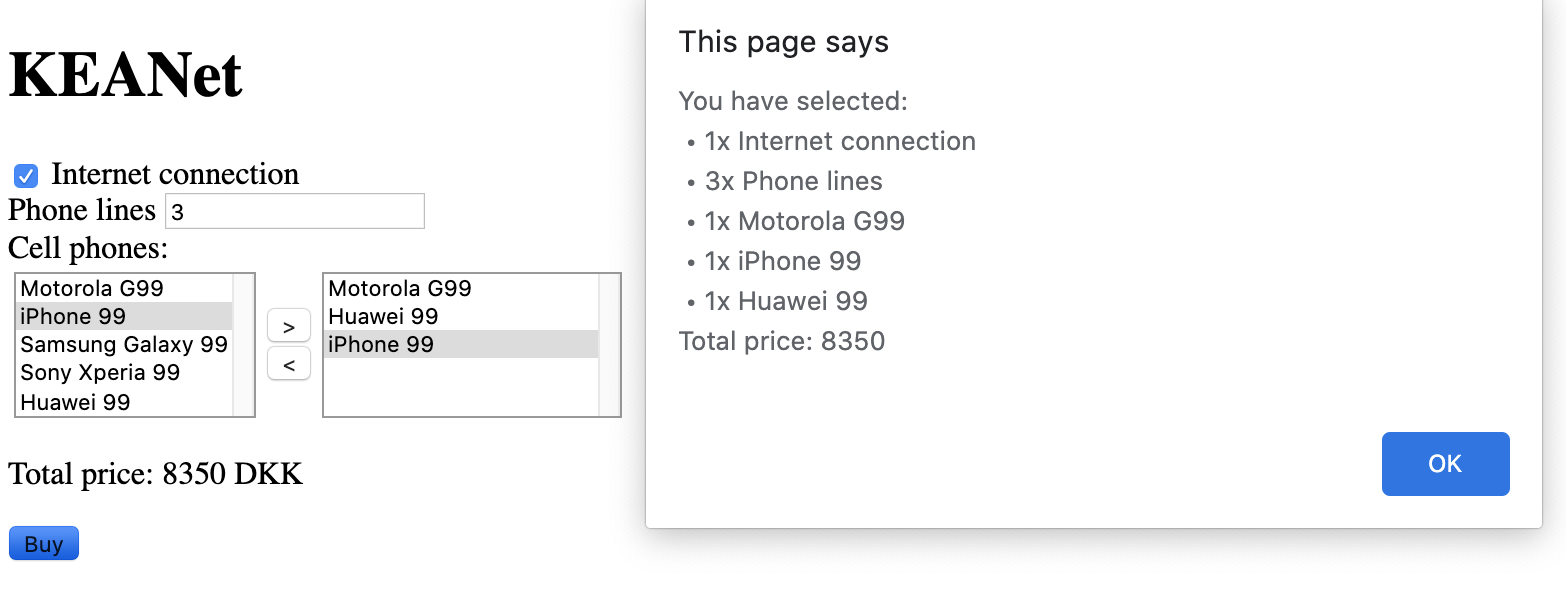 KEANet
Internet connection
Phone lines 3
Cell phones:
Motorola G99
iPhone 99
Samsung Galaxy 99
Sony Xperia 99
Huawei 99
>
<
Motorola G99
Huawei 99
iPhone 99
Total price: 8350 DKK
Buy
This page says
You have selected:
• 1x Internet connection
• 3x Phone lines
• 1x Motorola G99
• 1x iPhone 99
• 1x Huawei 99
Total price: 8350
OK